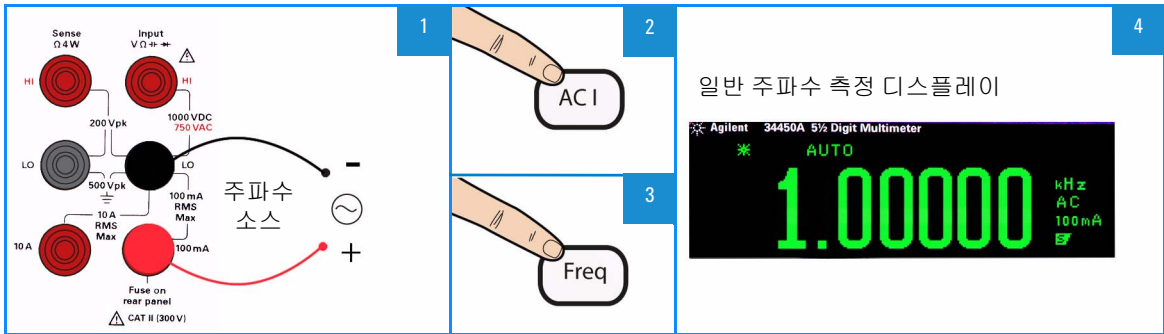 1
Sense
Ω 4 W
Input
V Ω
HI
HI
200 Vpk
1000 VDC
750 VAC
LO
LO
500 Vpk
100 mA
RMS
Max
10 A
RMS
Max
10 A
100 mA
Fuse on
rear panel
CAT II (300 V)
주파수
소스
-
+
2
AC I
3
Freq
4
일반 주파수 측정 디스플레이
Agilent 34450A 5½ Digit Multimeter
* AUTO
1.00000
kHz
AC
100mA
S